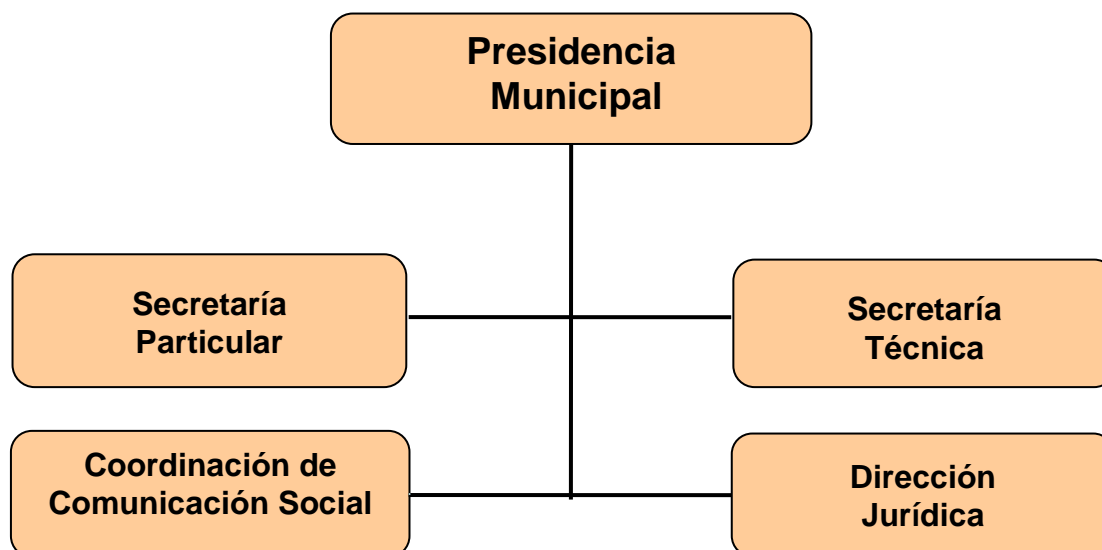 Presidencia
Municipal
Secretaría
Particular
Secretaría
Técnica
Coordinación de
Comunicación Social
Dirección
Jurídica